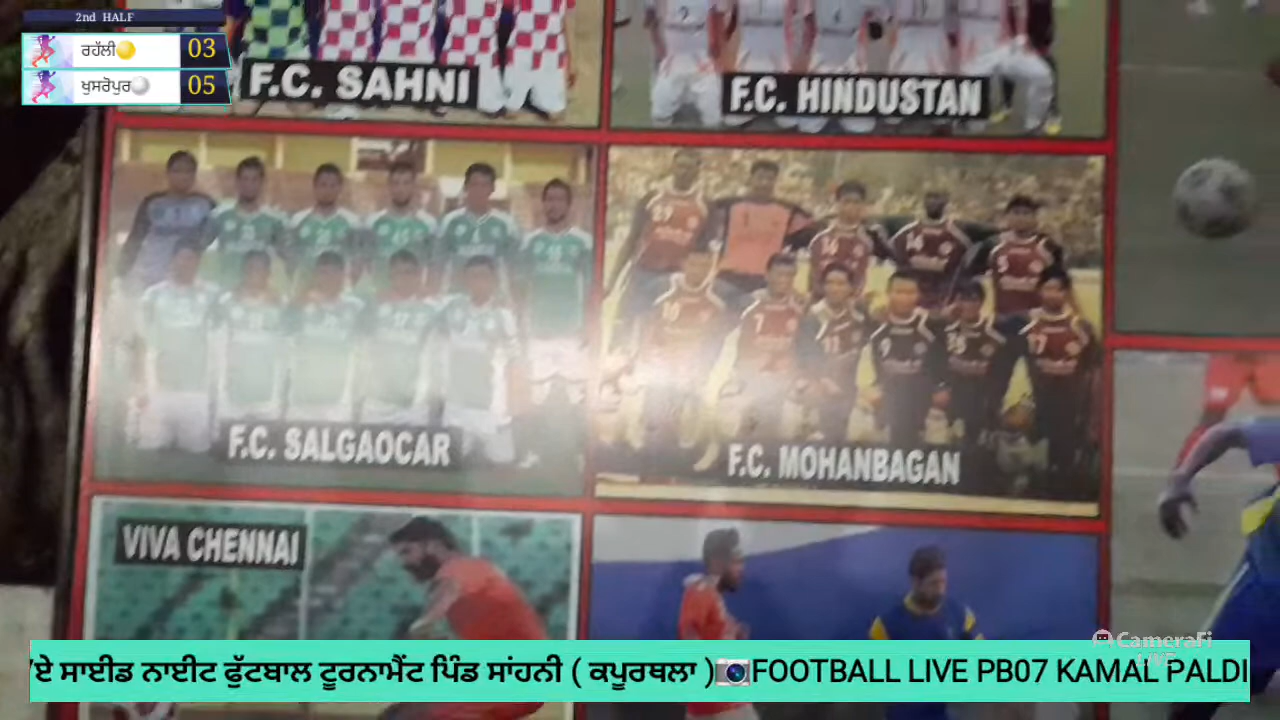 2nd HALF
ਰਹੱਲੀ 03
ਖੁਸਰੋਪੁਰ 05
F.C. SAHNI
F.C. HINDUSTAN
F.C. SALGAOCAR
F.C. MOHANBAGAN
VIVA CHENNAI
CameraFi
LIVE
ਏ ਸਾਈਡ ਨਾਈਟ ਫੁੱਟਬਾਲ ਟੂਰਨਾਮੈਂਟ ਪਿੰਡ ਸਾਂਹਨੀ ( ਕਪੂਰਥਲਾ )📷FOOTBALL LIVE PB07 KAMAL PALDI